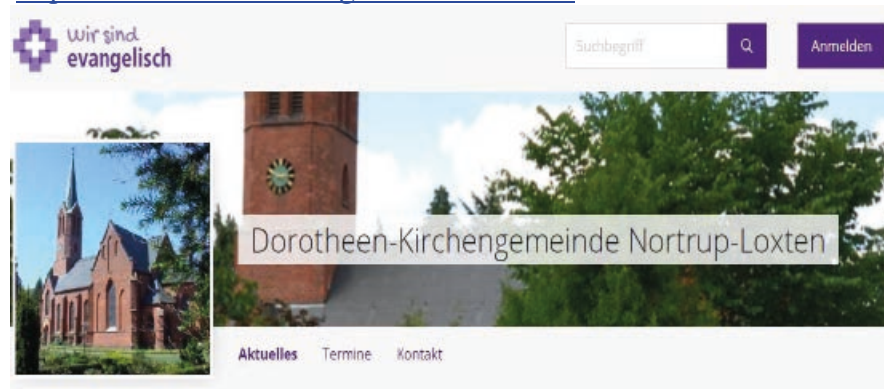 wir sind
evangelisch
Suchbegriff
Anmelden
Dorotheen-Kirchengemeinde Nortrup-Loxten
Aktuelles Termine Kontakt